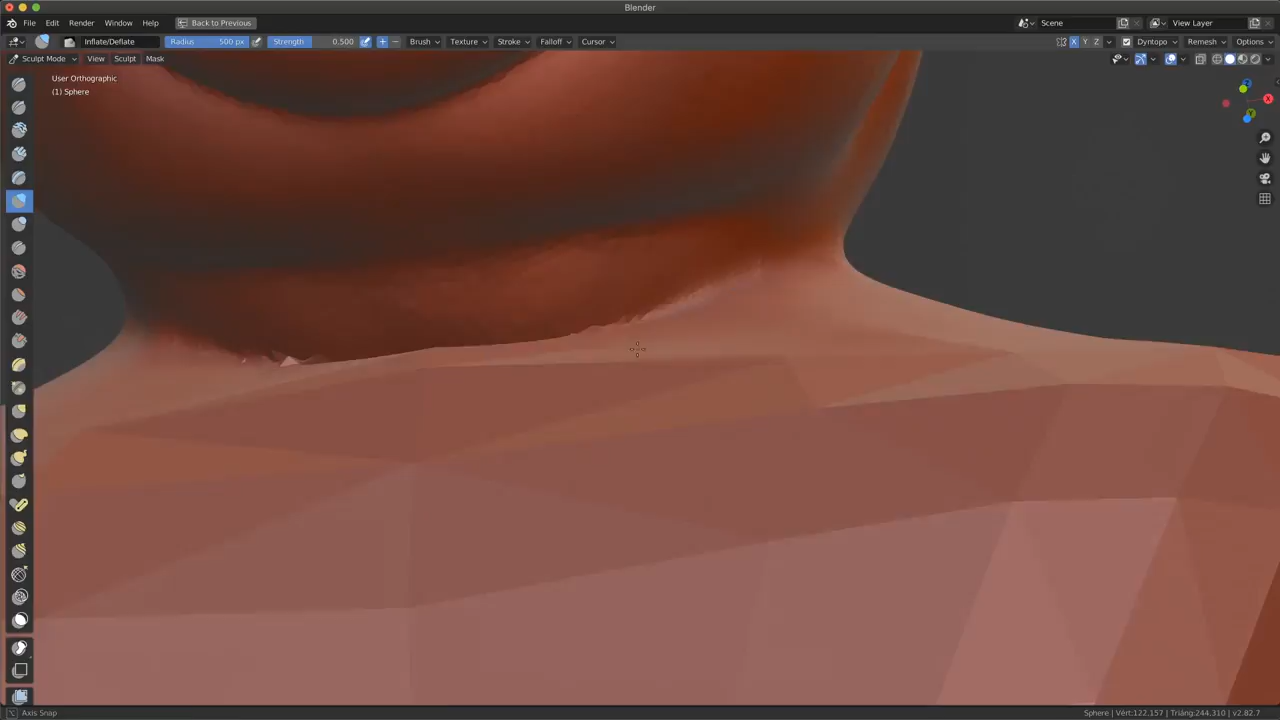 Blender
File Edit Render Window Help Back to Previous Scene View Layer
Inflate/Deflate Radius 500 px Strength 0.500 Brush Texture Stroke Falloff Cursor X Y Z Dyntopo Remesh Options
Sculpt Mode View Sculpt Mask
User Orthographic
(1) Sphere
Z
X
Y
Axis Snap Sphere | Vert:122.157 | Triáng:244.310 | v2.82.7